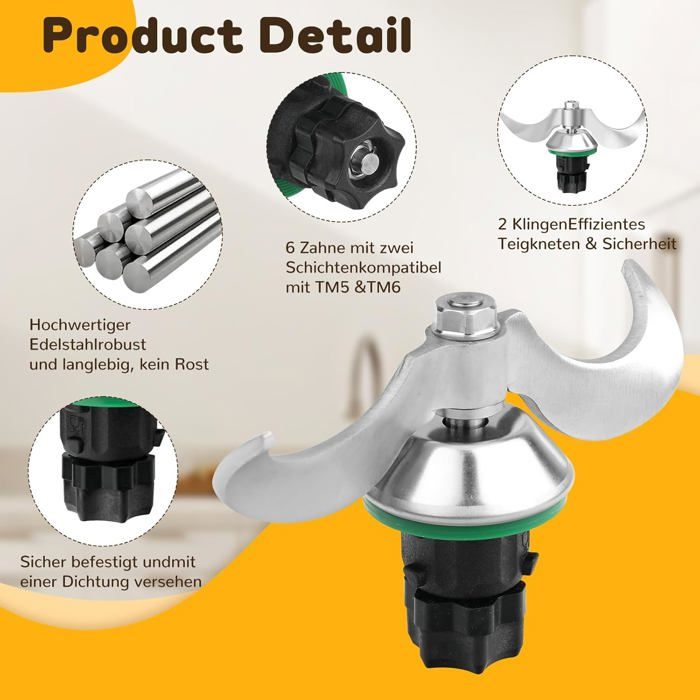 Product Detail
2 KlingenEffizientes
Teigkneten & Sicherheit
6 Zahne mit zwei
Schichtenkompatibel
mit TM5 &TM6
Hochwertiger
Edelstahlrobust
und langlebig, kein Rost
Sicher befestigt undmit
einer Dichtung versehen